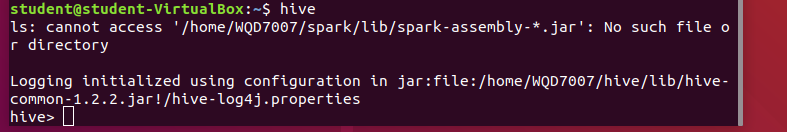 student@student-VirtualBox:~$ hive
ls: cannot access '/home/WQD7007/spark/lib/spark-assembly-*.jar': No such file o
r directory
Logging initialized using configuration in jar:file:/home/WQD7007/hive/lib/hive-
common-1.2.2.jar!/hive-log4j.properties
hive>